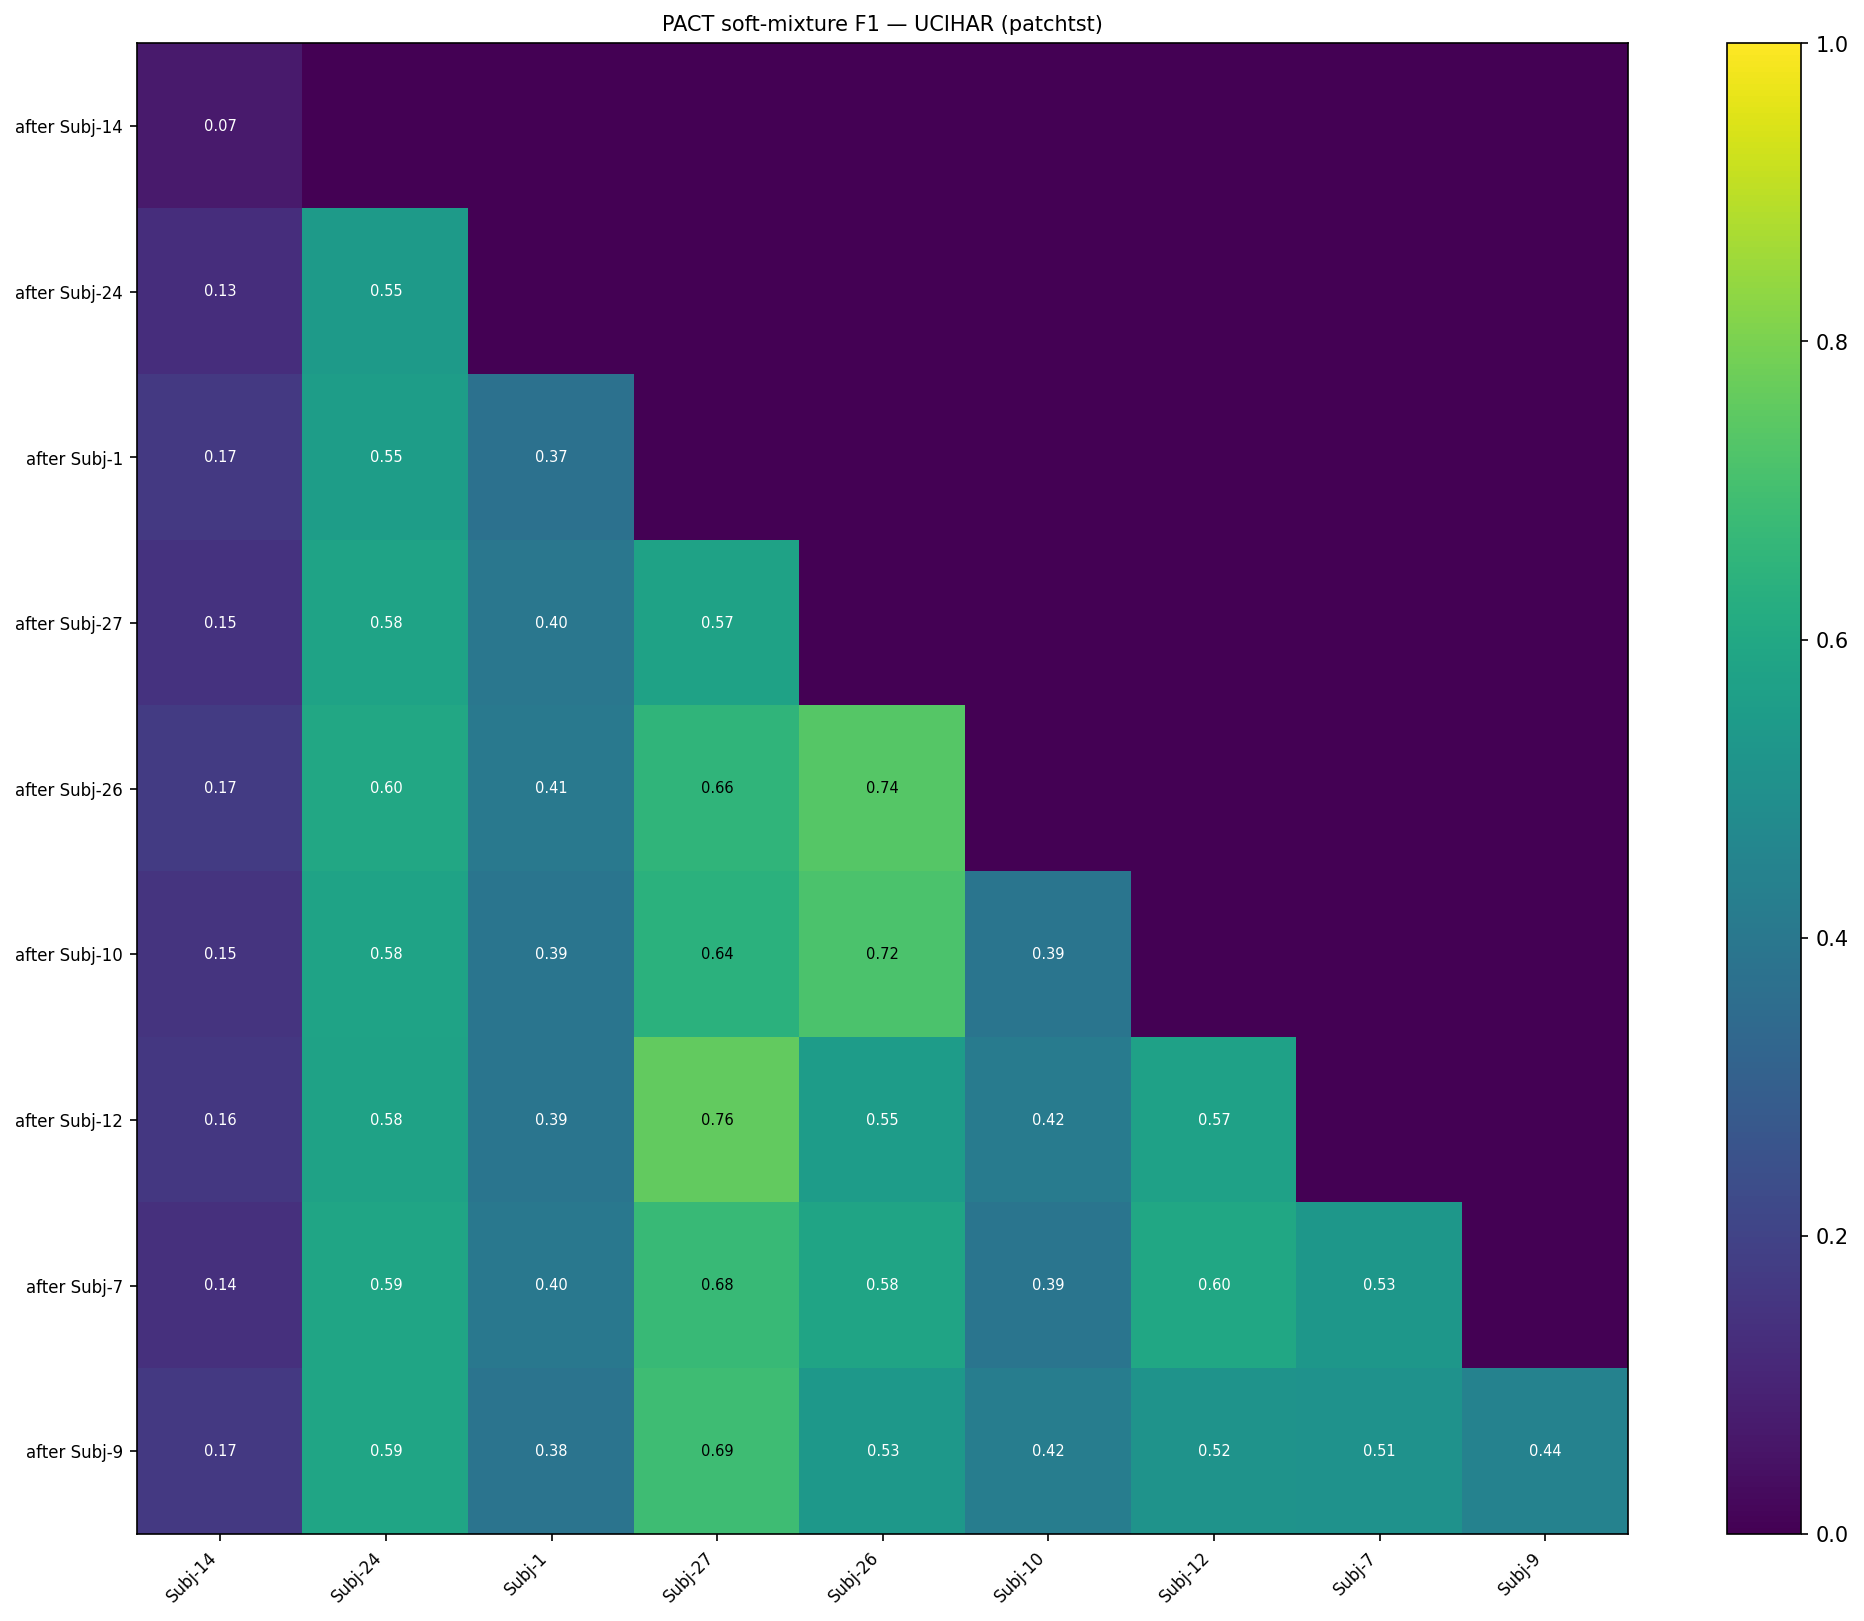 PACT soft-mixture F1 — UCIHAR (patchtst)
1.0
after Subj-14 0.07
after Subj-24 0.13 0.55
0.8
after Subj-1 0.17 0.55 0.37
after Subj-27 0.15 0.58 0.40 0.57
0.6
after Subj-26 0.17 0.60 0.41 0.66 0.74
after Subj-10 0.15 0.58 0.39 0.64 0.72 0.39
0.4
after Subj-12 0.16 0.58 0.39 0.76 0.55 0.42 0.57
0.2
after Subj-7 0.14 0.59 0.40 0.68 0.58 0.39 0.60 0.53
after Subj-9 0.17 0.59 0.38 0.69 0.53 0.42 0.52 0.51 0.44
0.0
Subj-14 Subj-24 Subj-1 Subj-27 Subj-26 Subj-10 Subj-12 Subj-7 Subj-9